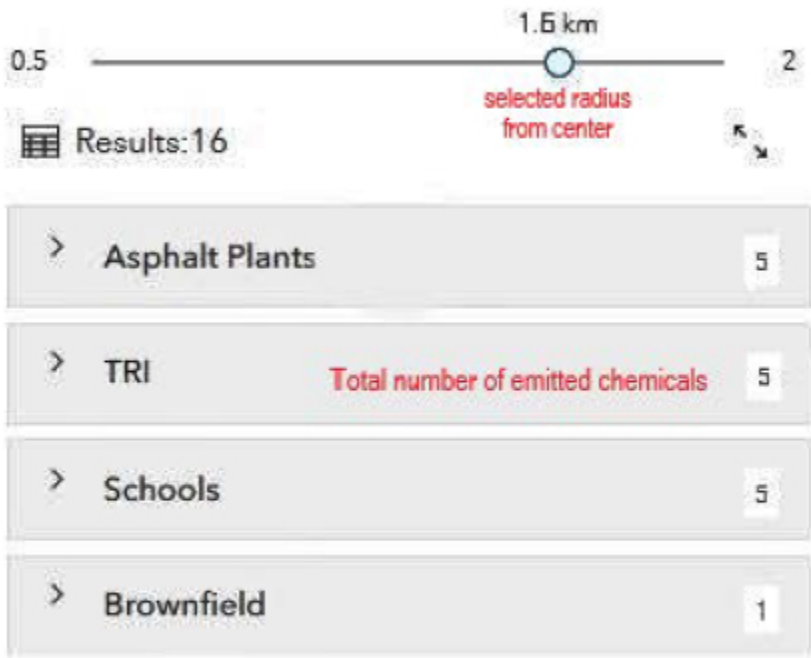 1.6 km
0.5
2
selected radius
from center
Results:16
Asphalt Plants
5
TRI
Total number of emitted chemicals
5
Schools
5
Brownfield
1